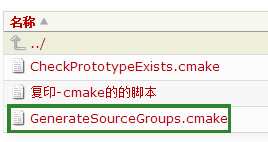 名称
../
CheckPrototypeExists.cmake
复印-cmake的的脚本
GenerateSourceGroups.cmake